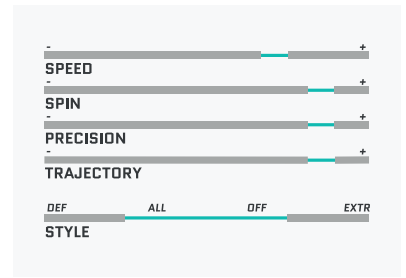 - +
SPEED
- +
SPIN
- +
PRECISION
- +
TRAJECTORY
DEF ALL OFF EXTR
STYLE